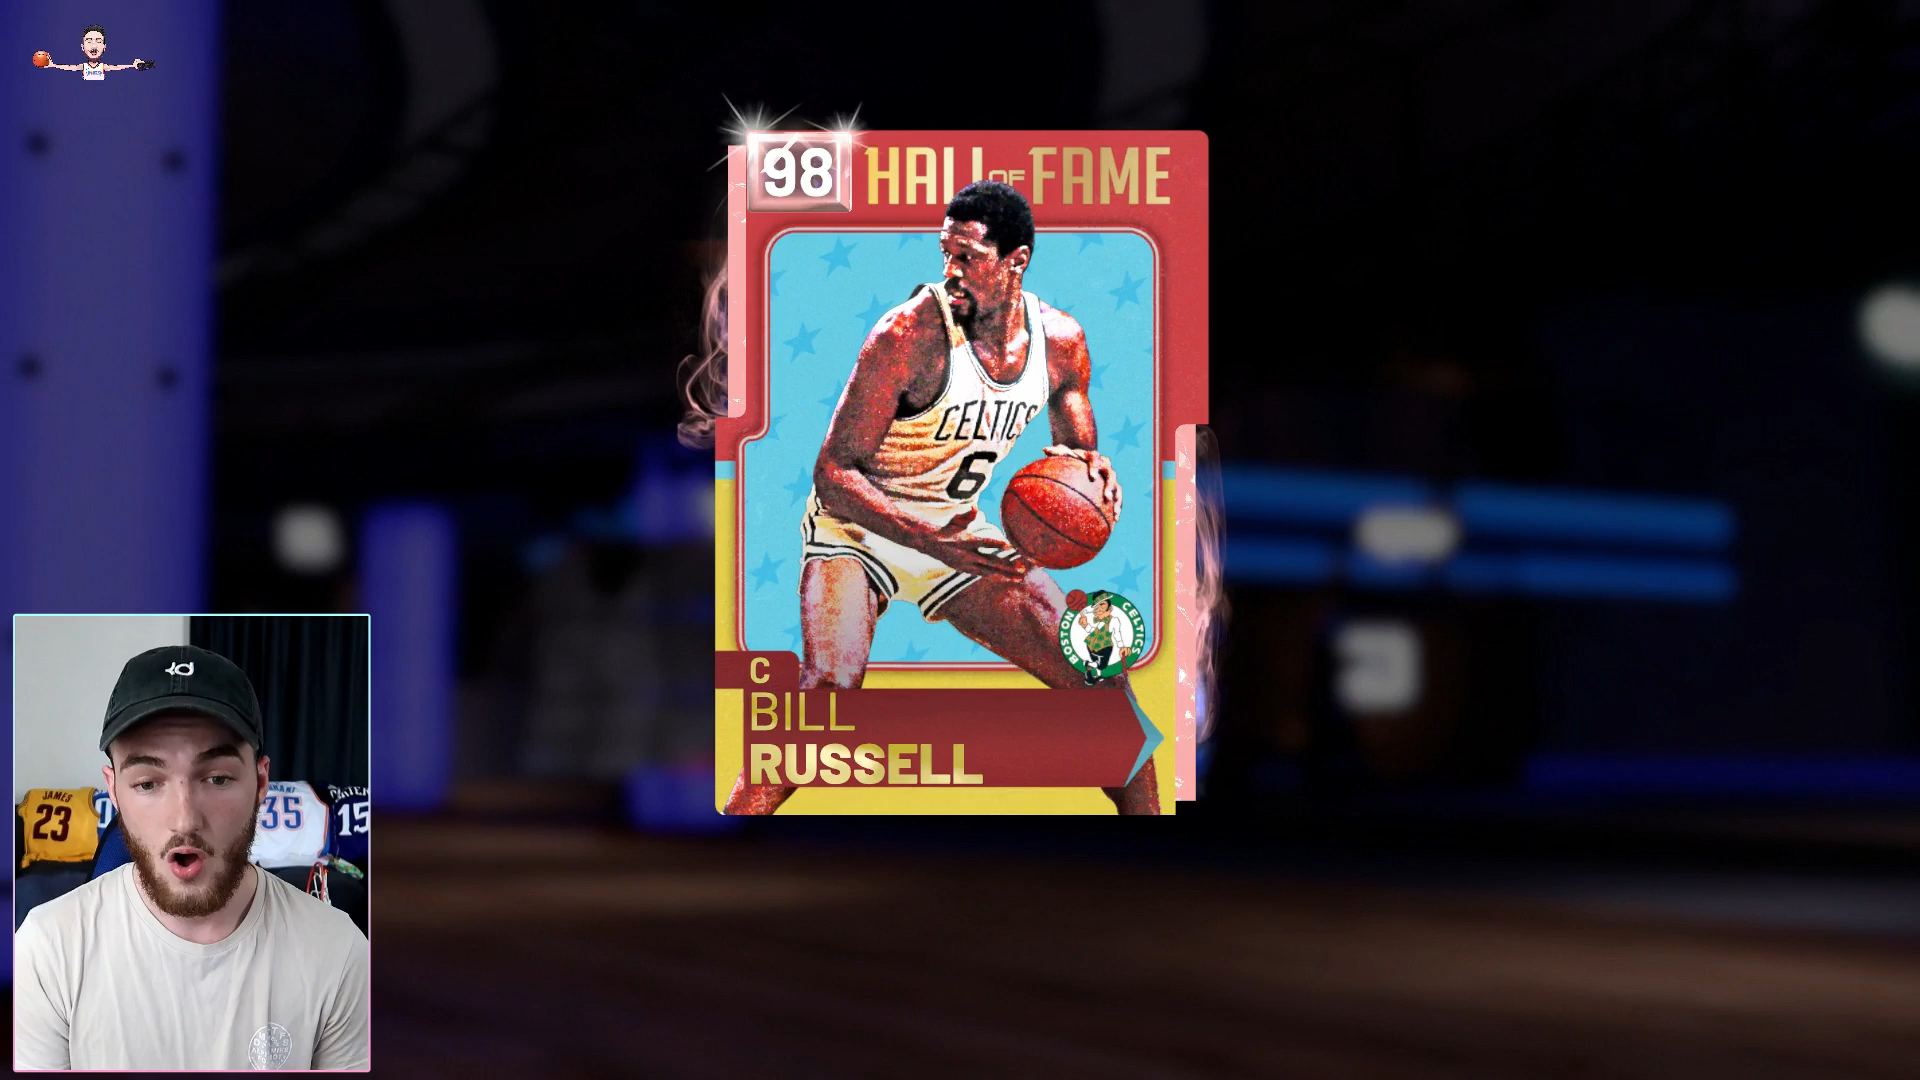 98
HALL OF FAME
CELTICS
6
BOSTON CELTICS
C
BILL
RUSSELL
JAMES
23
35
15